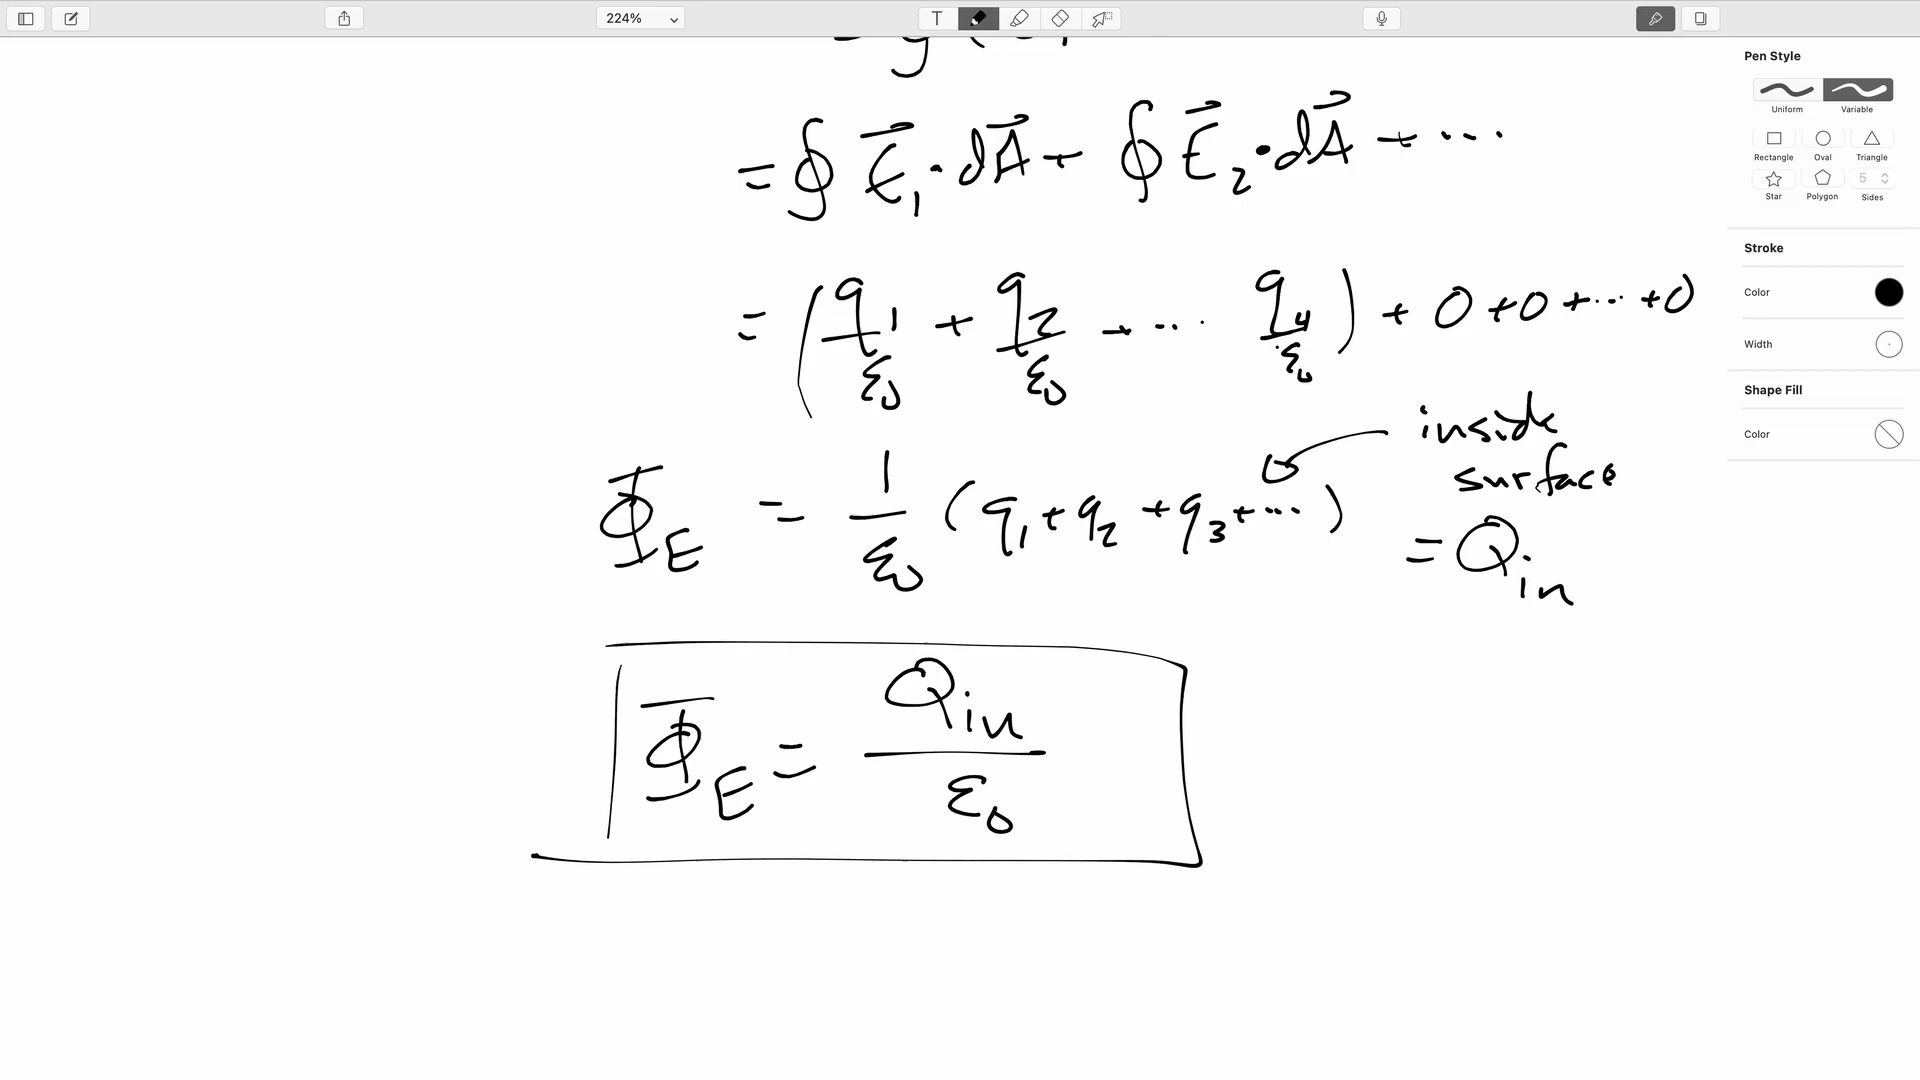 224%
T
= ∮ E⃗₁ · dA⃗ + ∮ E⃗₂ · dA⃗ + ···
= (q₁/ε₀ + q₂/ε₀ + ··· q₄/ε₀) + 0 + 0 + ··· + 0
inside
surface
Φ_E = 1/ε₀ (q₁ + q₂ + q₃ + ···)
= Q_in
Φ_E = Q_in/ε₀
Pen Style
Uniform Variable
Rectangle Oval Triangle
5
Star Polygon Sides
Stroke
Color
Width
Shape Fill
Color